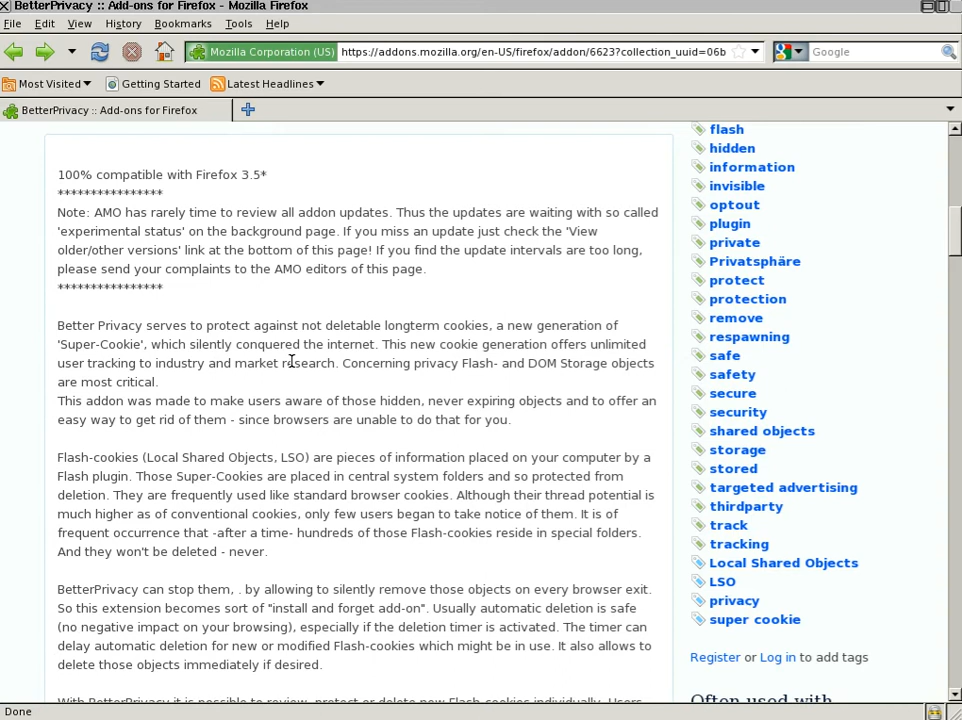 BetterPrivacy :: Add-ons for Firefox - Mozilla Firefox
File Edit View History Bookmarks Tools Help
Mozilla Corporation (US) https://addons.mozilla.org/en-US/firefox/addon/6623?collection_uuid=06b Google
Most Visited Getting Started Latest Headlines
BetterPrivacy :: Add-ons for Firefox
100% compatible with Firefox 3.5*
****************
Note: AMO has rarely time to review all addon updates. Thus the updates are waiting with so called
'experimental status' on the background page. If you miss an update just check the 'View
older/other versions' link at the bottom of this page! If you find the update intervals are too long,
please send your complaints to the AMO editors of this page.
****************
Better Privacy serves to protect against not deletable longterm cookies, a new generation of
'Super-Cookie', which silently conquered the internet. This new cookie generation offers unlimited
user tracking to industry and market research. Concerning privacy Flash- and DOM Storage objects
are most critical.
This addon was made to make users aware of those hidden, never expiring objects and to offer an
easy way to get rid of them - since browsers are unable to do that for you.
Flash-cookies (Local Shared Objects, LSO) are pieces of information placed on your computer by a
Flash plugin. Those Super-Cookies are placed in central system folders and so protected from
deletion. They are frequently used like standard browser cookies. Although their thread potential is
much higher as of conventional cookies, only few users began to take notice of them. It is of
frequent occurrence that -after a time- hundreds of those Flash-cookies reside in special folders.
And they won't be deleted - never.
BetterPrivacy can stop them, . by allowing to silently remove those objects on every browser exit.
So this extension becomes sort of "install and forget add-on". Usually automatic deletion is safe
(no negative impact on your browsing), especially if the deletion timer is activated. The timer can
delay automatic deletion for new or modified Flash-cookies which might be in use. It also allows to
delete those objects immediately if desired.
With BetterPrivacy it is possible to review, protect or delete new Flash-cookies individually. Users
flash
hidden
information
invisible
optout
plugin
private
Privatsphäre
protect
protection
remove
respawning
safe
safety
secure
security
shared objects
storage
stored
targeted advertising
thirdparty
track
tracking
Local Shared Objects
LSO
privacy
super cookie
Register or Log in to add tags
Often used with
Done